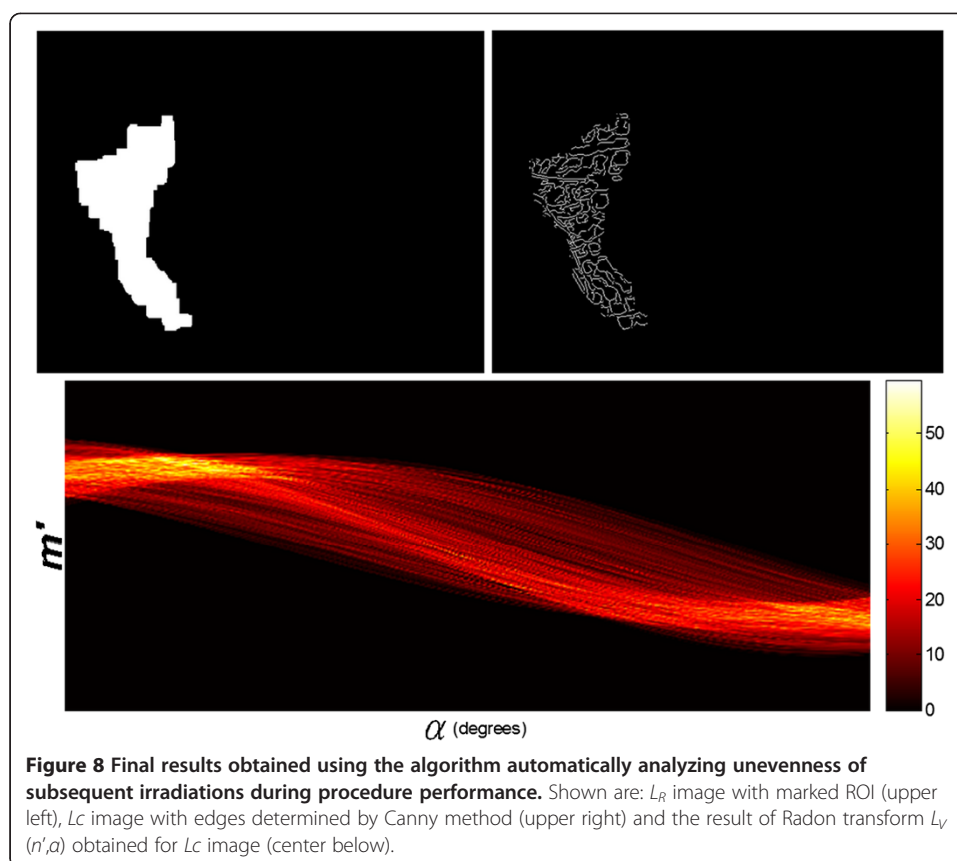 50
40
30
20
10
0
m'
α (degrees)
Figure 8 Final results obtained using the algorithm automatically analyzing unevenness of
subsequent irradiations during procedure performance. Shown are: LR image with marked ROI (upper
left), Lc image with edges determined by Canny method (upper right) and the result of Radon transform LV
(n',α) obtained for Lc image (center below).